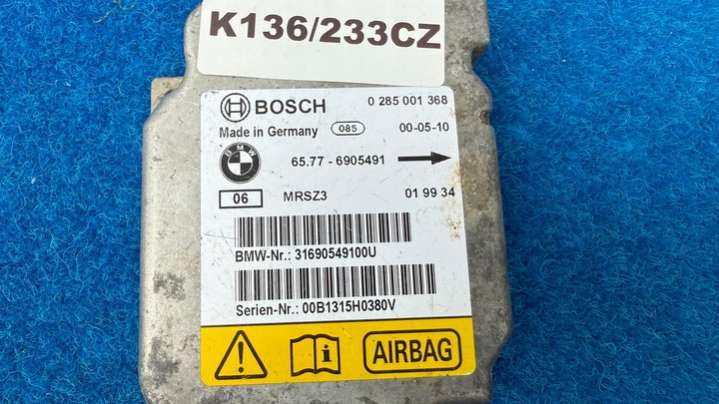 K136/233CZ
BOSCH 0 285 001 368
Made in Germany 085 00-05-10
BMW 65.77 - 6905491
06 MRSZ3 01 99 34
BMW-Nr.: 31690549100U
Serien-Nr.: 00B1315H0380V
AIRBAG